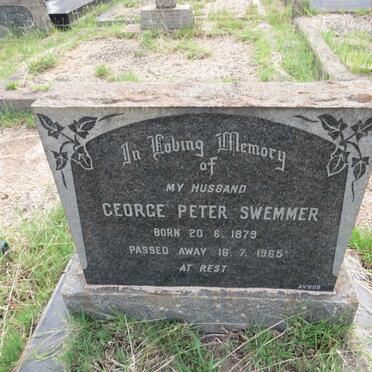 In Loving Memory
of
MY HUSBAND
GEORGE PETER SWEMMER
BORN 20. 6. 1879
PASSED AWAY 16. 7. 1965
AT REST